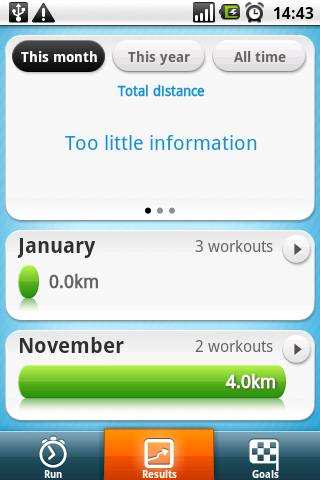 14:43
This month This year All time
Total distance
Too little information
January 3 workouts
0.0km
November 2 workouts
4.0km
Run Results Goals